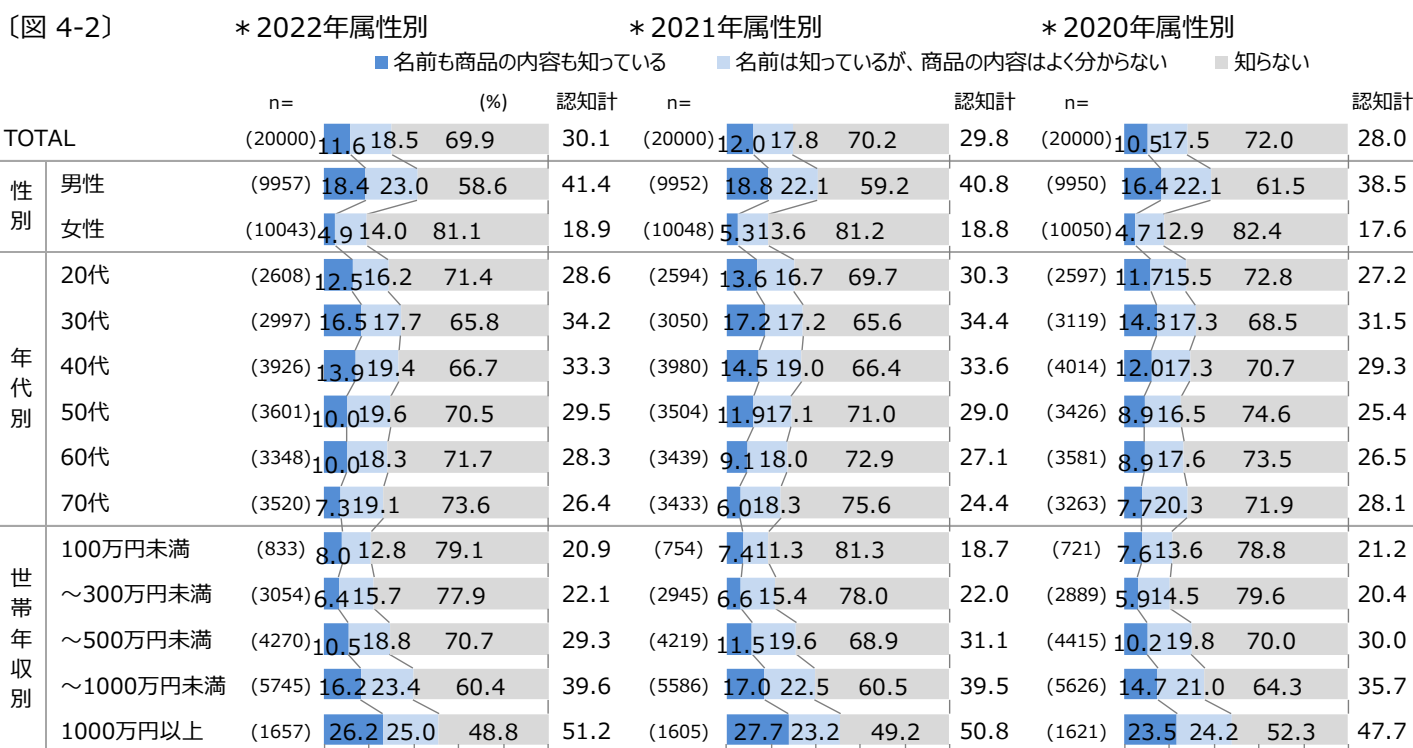 〔図 4-2〕 ＊2022年属性別 ＊2021年属性別 ＊2020年属性別
名前も商品の内容も知っている 名前は知っているが、商品の内容はよく分からない 知らない
n= (%) 認知計 n= 認知計 n= 認知計
TOTAL (20000) 11.6 18.5 69.9 30.1 (20000) 12.0 17.8 70.2 29.8 (20000) 10.5 17.5 72.0 28.0
性別
男性 (9957) 18.4 23.0 58.6 41.4 (9952) 18.8 22.1 59.2 40.8 (9950) 16.4 22.1 61.5 38.5
女性 (10043) 4.9 14.0 81.1 18.9 (10048) 5.3 13.6 81.2 18.8 (10050) 4.7 12.9 82.4 17.6
年代別
20代 (2608) 12.5 16.2 71.4 28.6 (2594) 13.6 16.7 69.7 30.3 (2597) 11.7 15.5 72.8 27.2
30代 (2997) 16.5 17.7 65.8 34.2 (3050) 17.2 17.2 65.6 34.4 (3119) 14.3 17.3 68.5 31.5
40代 (3926) 13.9 19.4 66.7 33.3 (3980) 14.5 19.0 66.4 33.6 (4014) 12.0 17.3 70.7 29.3
50代 (3601) 10.0 19.6 70.5 29.5 (3504) 11.9 17.1 71.0 29.0 (3426) 8.9 16.5 74.6 25.4
60代 (3348) 10.0 18.3 71.7 28.3 (3439) 9.1 18.0 72.9 27.1 (3581) 8.9 17.6 73.5 26.5
70代 (3520) 7.3 19.1 73.6 26.4 (3433) 6.0 18.3 75.6 24.4 (3263) 7.7 20.3 71.9 28.1
世帯年収別
100万円未満 (833) 8.0 12.8 79.1 20.9 (754) 7.4 11.3 81.3 18.7 (721) 7.6 13.6 78.8 21.2
～300万円未満 (3054) 6.4 15.7 77.9 22.1 (2945) 6.6 15.4 78.0 22.0 (2889) 5.9 14.5 79.6 20.4
～500万円未満 (4270) 10.5 18.8 70.7 29.3 (4219) 11.5 19.6 68.9 31.1 (4415) 10.2 19.8 70.0 30.0
～1000万円未満 (5745) 16.2 23.4 60.4 39.6 (5586) 17.0 22.5 60.5 39.5 (5626) 14.7 21.0 64.3 35.7
1000万円以上 (1657) 26.2 25.0 48.8 51.2 (1605) 27.7 23.2 49.2 50.8 (1621) 23.5 24.2 52.3 47.7